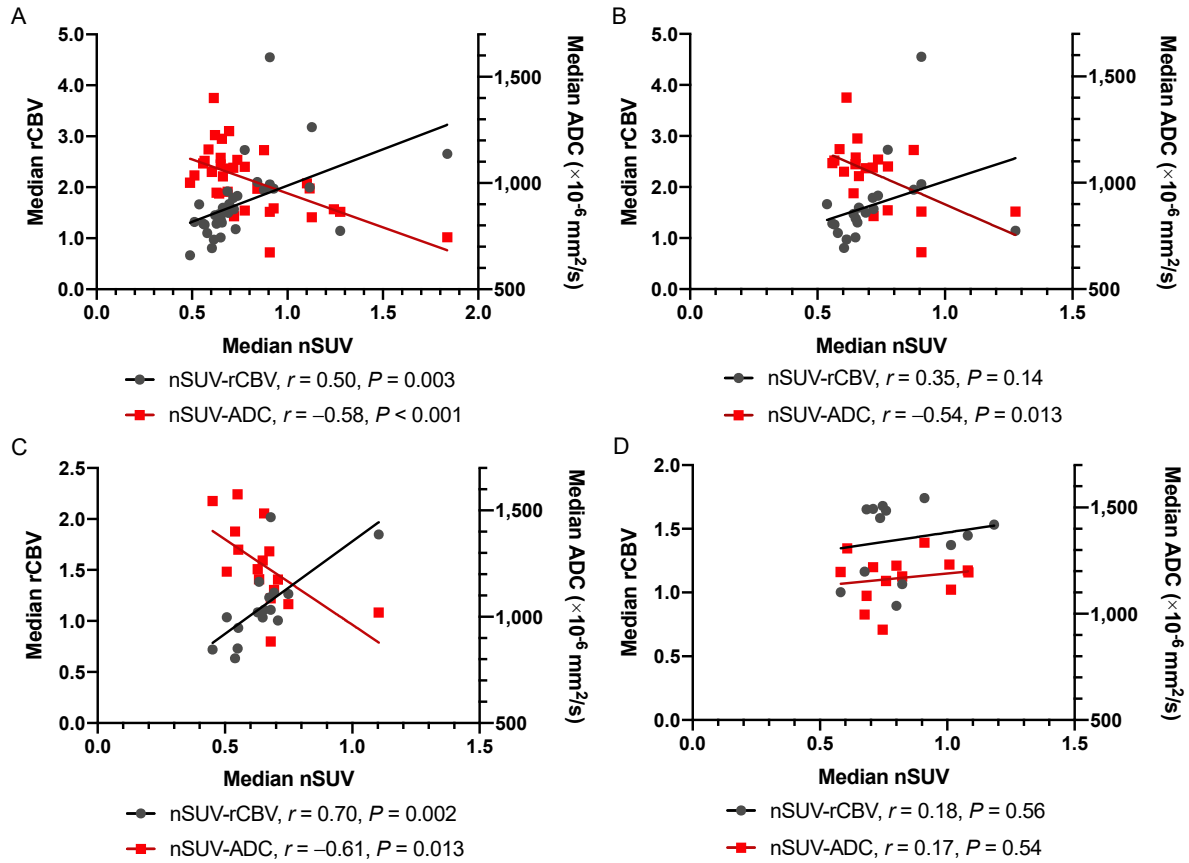 A
5.0
4.0
3.0
2.0
1.0
0.0
Median rCBV
1,500
1,000
500
Median ADC (×10-6 mm2/s)
0.0 0.5 1.0 1.5 2.0
Median nSUV
nSUV-rCBV, r = 0.50, P = 0.003
nSUV-ADC, r = –0.58, P < 0.001
B
5.0
4.0
3.0
2.0
1.0
0.0
Median rCBV
1,500
1,000
500
Median ADC (×10-6 mm2/s)
0.0 0.5 1.0 1.5
Median nSUV
nSUV-rCBV, r = 0.35, P = 0.14
nSUV-ADC, r = –0.54, P = 0.013
C
2.5
2.0
1.5
1.0
0.5
0.0
Median rCBV
1,500
1,000
500
Median ADC (×10-6 mm2/s)
0.0 0.5 1.0 1.5
Median nSUV
nSUV-rCBV, r = 0.70, P = 0.002
nSUV-ADC, r = –0.61, P = 0.013
D
2.0
1.5
1.0
0.5
0.0
Median rCBV
1,500
1,000
500
Median ADC (×10-6 mm2/s)
0.0 0.5 1.0 1.5
Median nSUV
nSUV-rCBV, r = 0.18, P = 0.56
nSUV-ADC, r = 0.17, P = 0.54